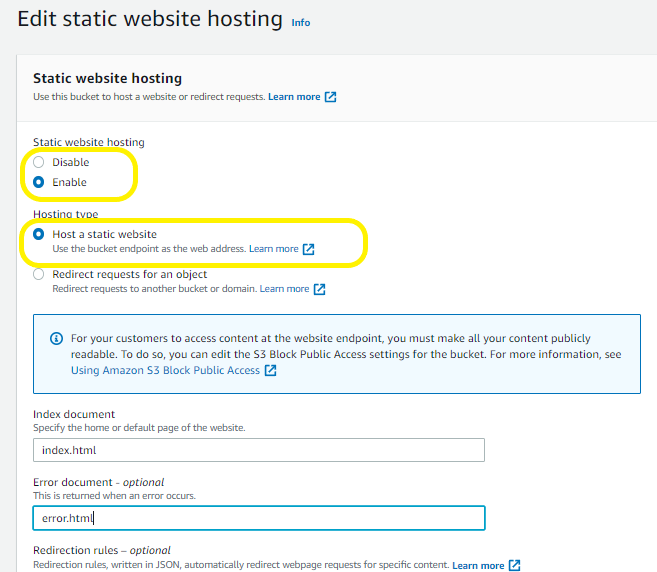 Edit static website hosting Info
Static website hosting
Use this bucket to host a website or redirect requests. Learn more
Static website hosting
Disable
Enable
Hosting type
Host a static website
Use the bucket endpoint as the web address. Learn more
Redirect requests for an object
Redirect requests to another bucket or domain. Learn more
For your customers to access content at the website endpoint, you must make all your content publicly
readable. To do so, you can edit the S3 Block Public Access settings for the bucket. For more information, see
Using Amazon S3 Block Public Access
Index document
Specify the home or default page of the website.
index.html
Error document - optional
This is returned when an error occurs.
error.html
Redirection rules – optional
Redirection rules, written in JSON, automatically redirect webpage requests for specific content. Learn more